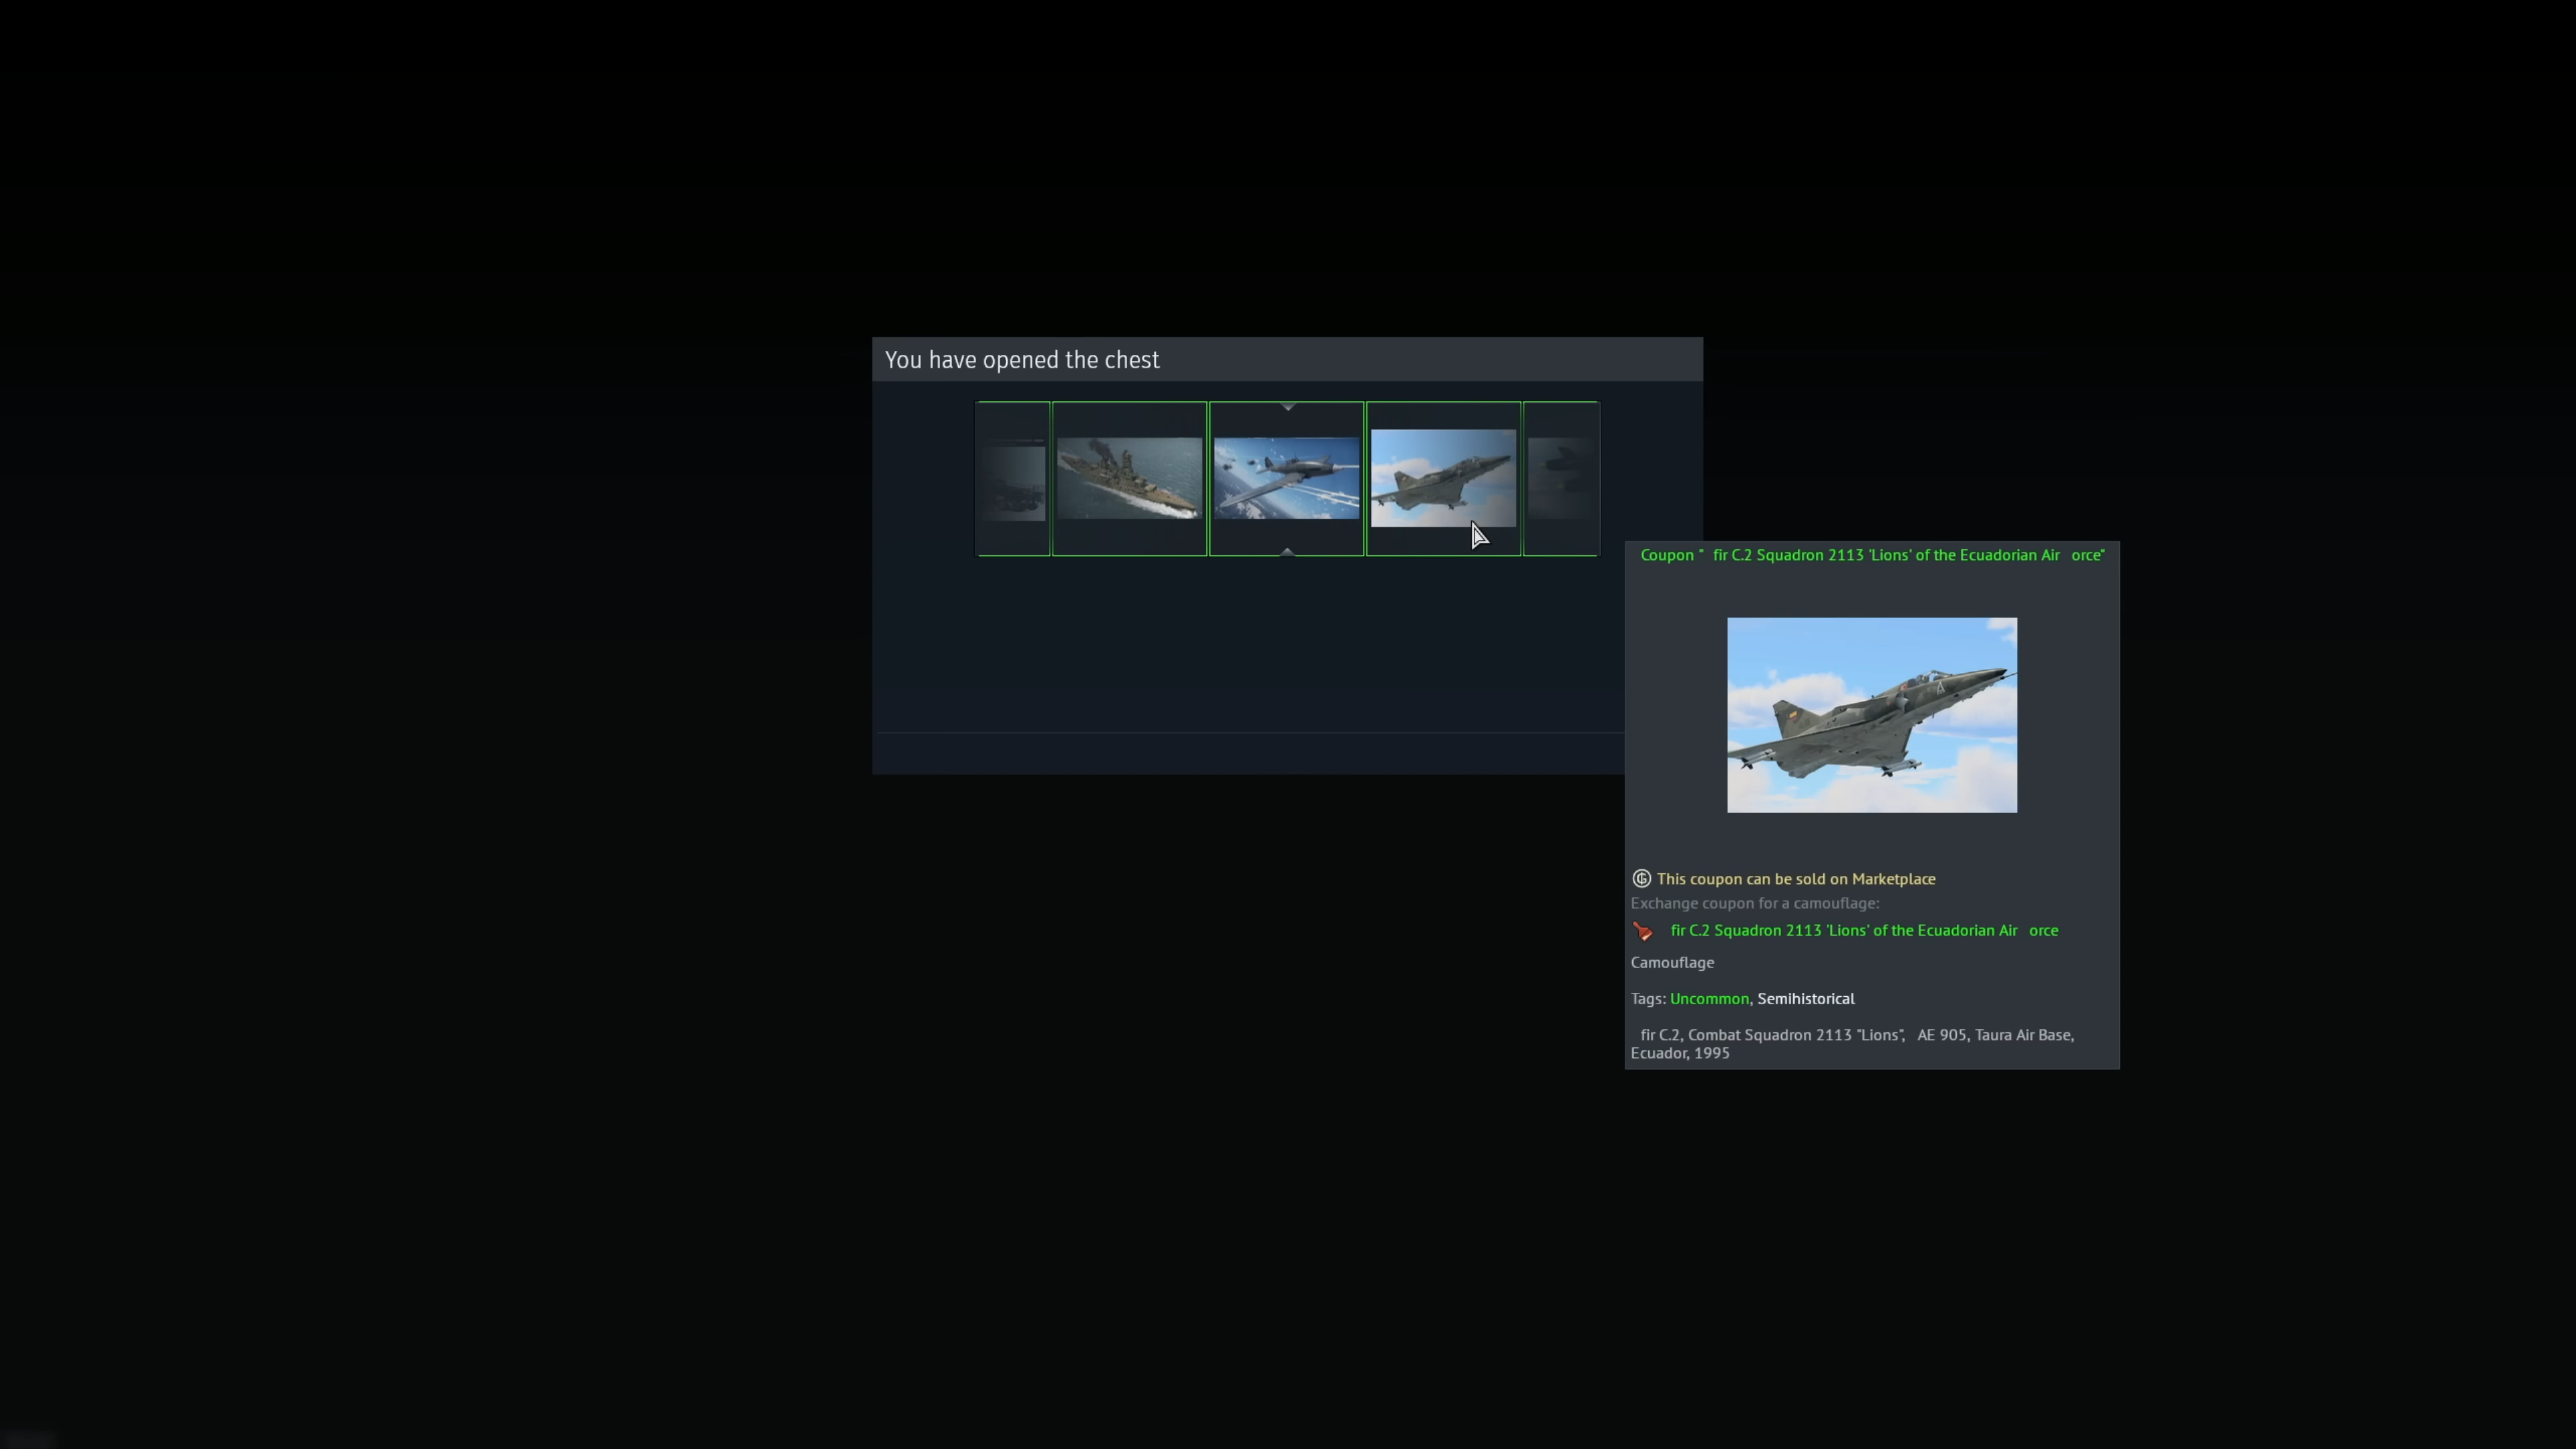 You have opened the chest
Coupon " fir C.2 Squadron 2113 'Lions' of the Ecuadorian Air orce"
This coupon can be sold on Marketplace
Exchange coupon for a camouflage:
fir C.2 Squadron 2113 'Lions' of the Ecuadorian Air orce
Camouflage
Tags: Uncommon, Semihistorical
fir C.2, Combat Squadron 2113 "Lions", AE 905, Taura Air Base,
Ecuador, 1995